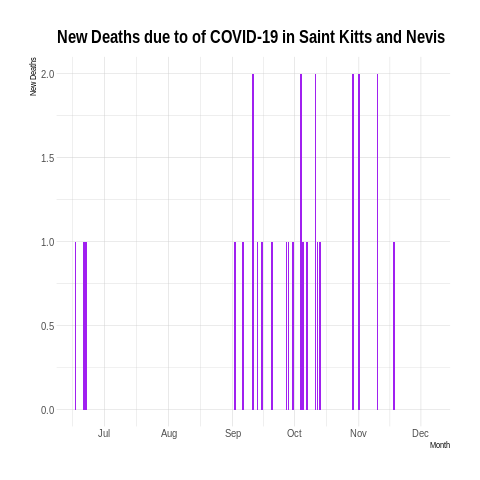 New Deaths due to of COVID-19 in Saint Kitts and Nevis
New Deaths
2.0
1.5
1.0
0.5
0.0
Jul Aug Sep Oct Nov Dec
Month